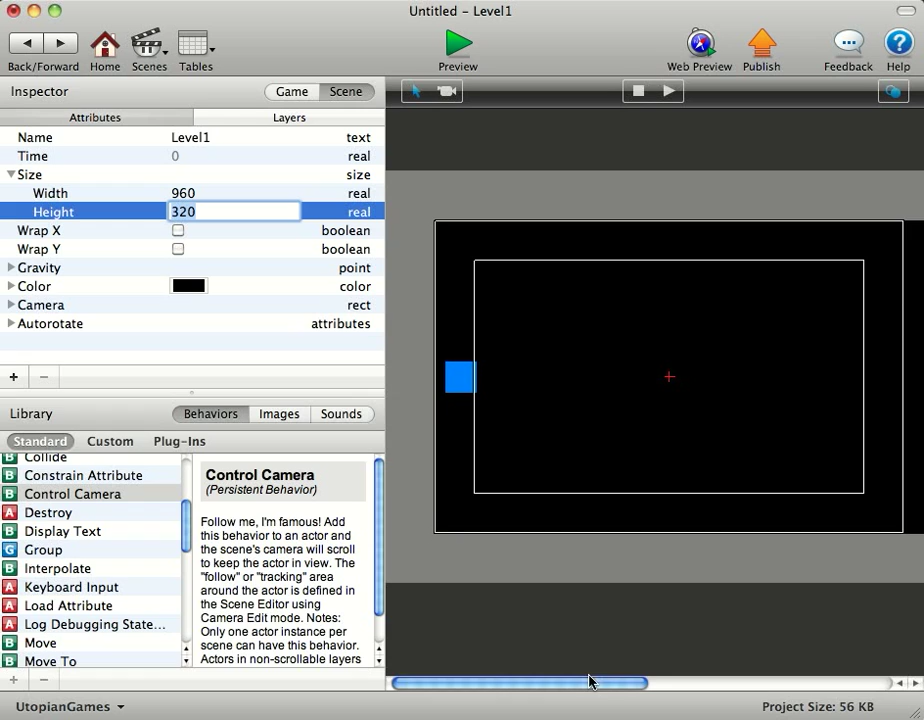 Untitled - Level1
Back/Forward
Home
Scenes
Tables
Preview
Web Preview
Publish
Feedback
Help
Inspector
Game
Scene
Attributes
Layers
Name Level1 text
Time 0 real
Size size
Width 960 real
Height 320 real
Wrap X boolean
Wrap Y boolean
Gravity point
Color color
Camera rect
Autorotate attributes
+ -
Library
Behaviors
Images
Sounds
Standard
Custom
Plug-Ins
B Collide
B Constrain Attribute
B Control Camera
A Destroy
B Display Text
G Group
B Interpolate
A Keyboard Input
A Load Attribute
A Log Debugging State...
B Move
B Move To
Control Camera
(Persistent Behavior)
Follow me, I'm famous! Add
this behavior to an actor and
the scene's camera will scroll
to keep the actor in view. The
"follow" or "tracking" area
around the actor is defined in
the Scene Editor using
Camera Edit mode. Notes:
Only one actor instance per
scene can have this behavior.
Actors in non-scrollable layers
+ -
UtopianGames
Project Size: 56 KB